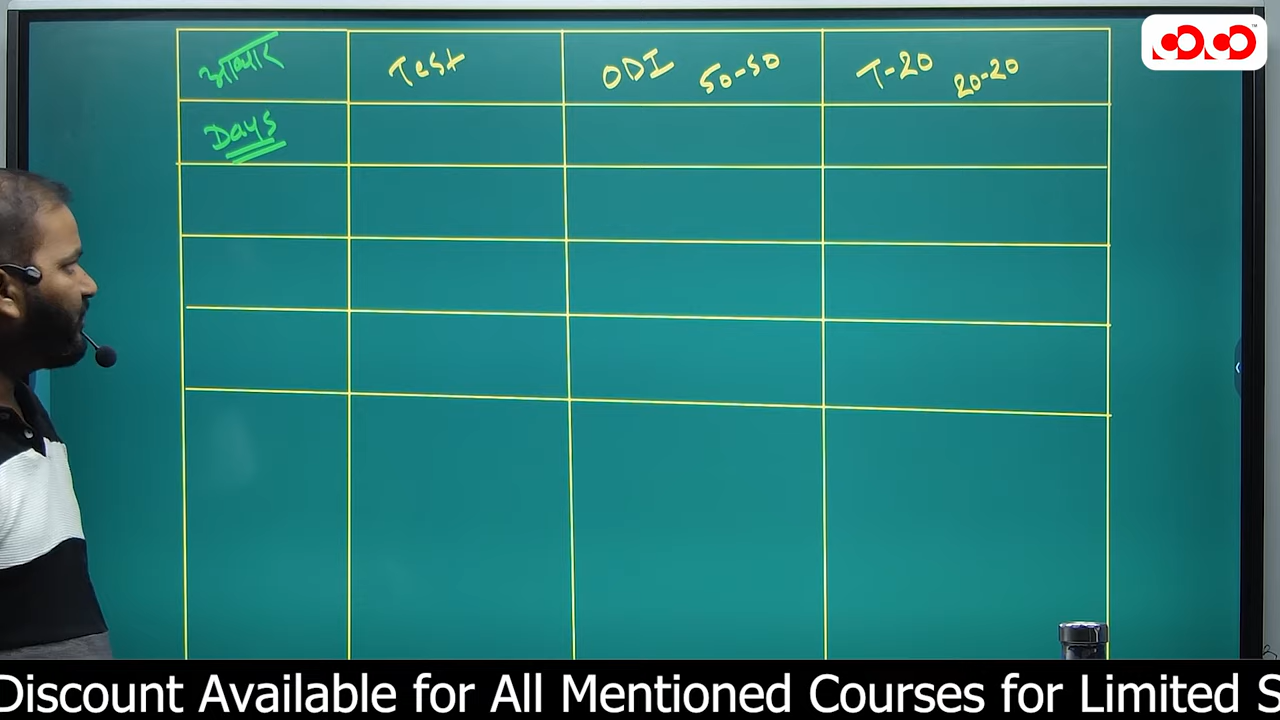 आधार Test ODI 50-50 T-20 20-20
Days
Discount Available for All Mentioned Courses for Limited S